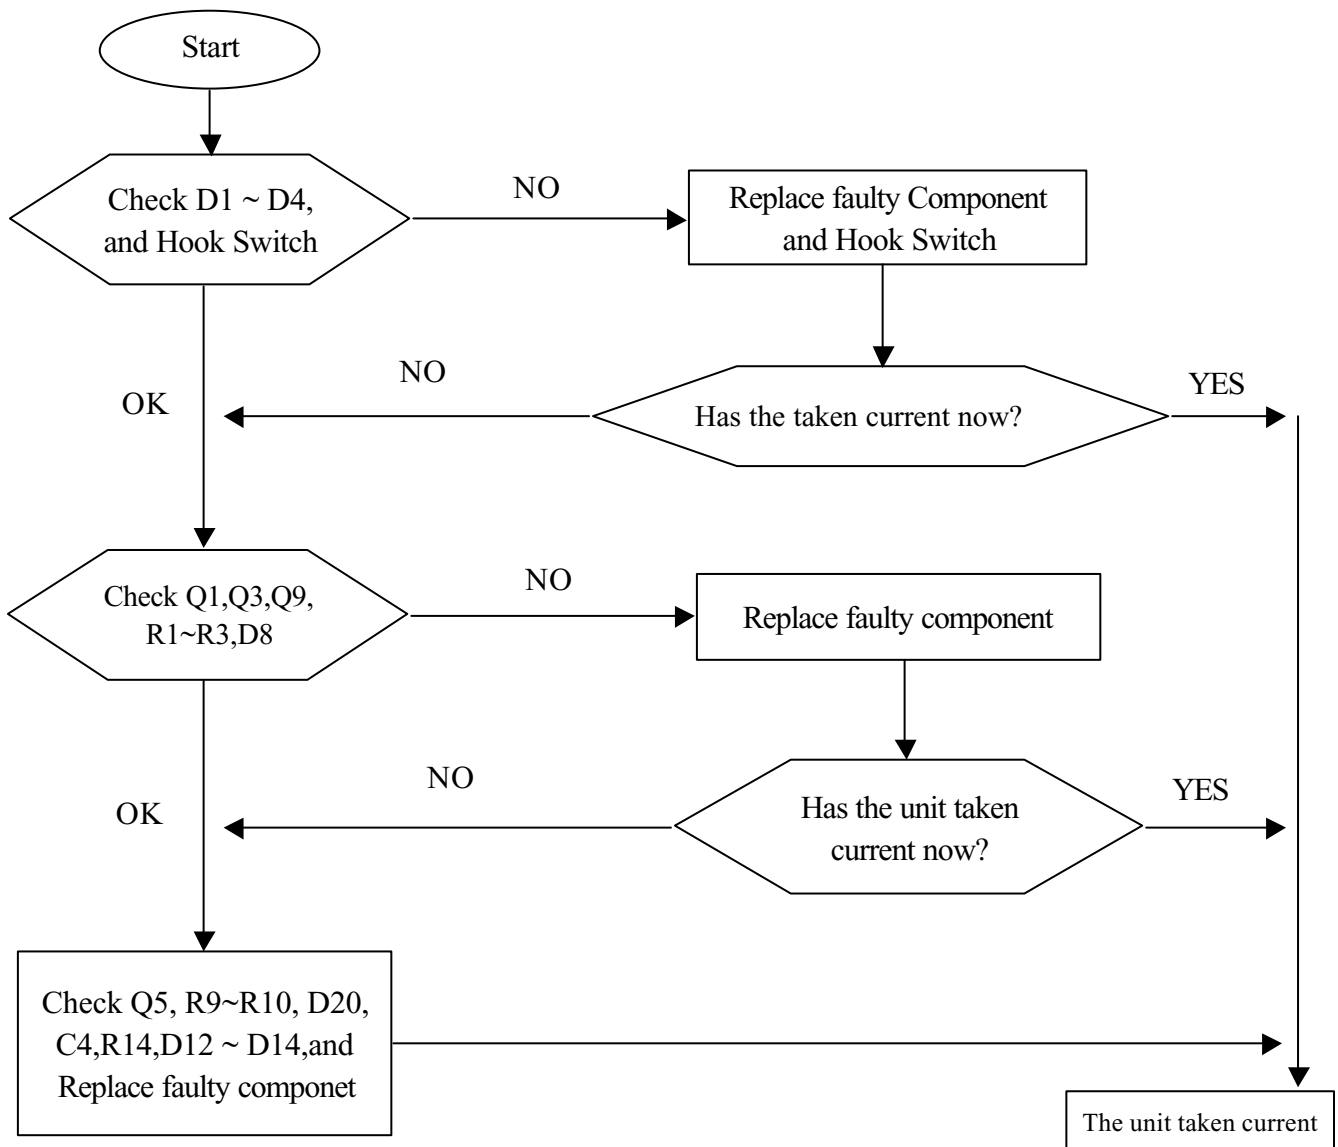 Start
Check D1 ~ D4,
and Hook Switch
NO
Replace faulty Component
and Hook Switch
OK
NO
Has the taken current now?
YES
Check Q1,Q3,Q9,
R1~R3,D8
NO
Replace faulty component
OK
NO
Has the unit taken
current now?
YES
Check Q5, R9~R10, D20,
C4,R14,D12 ~ D14,and
Replace faulty componet
The unit taken current